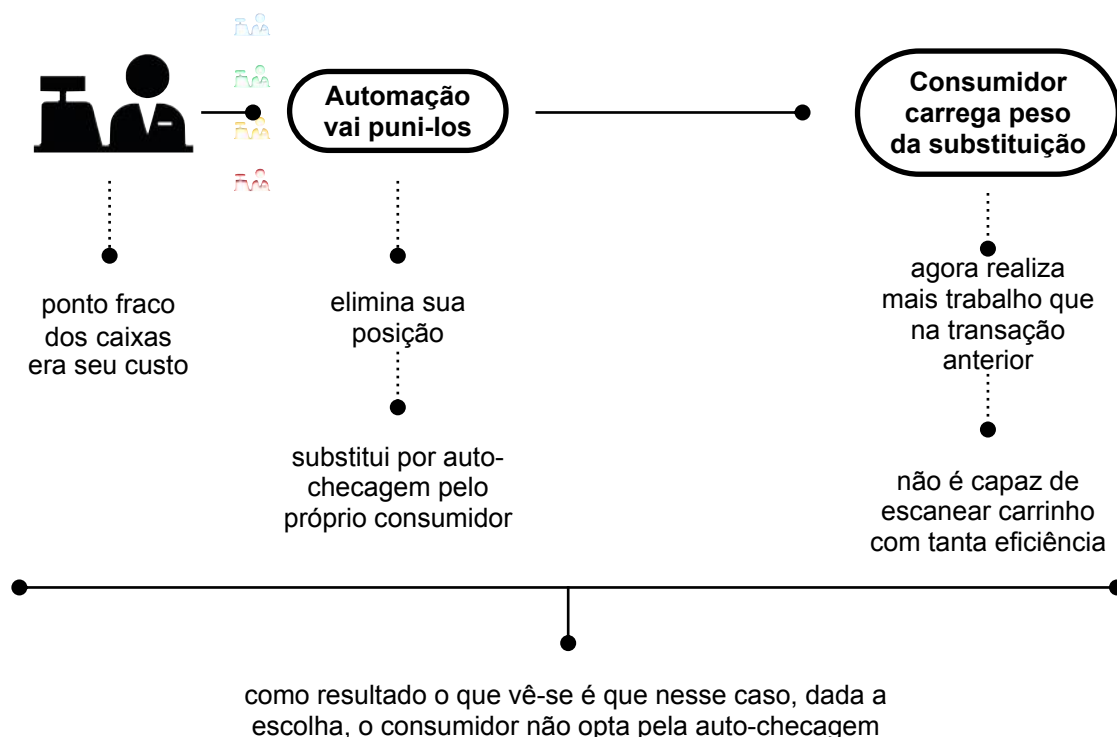 Automação
vai puni-los
Consumidor
carrega peso
da substituição
ponto fraco
dos caixas
era seu custo
elimina sua
posição
substitui por auto-
checagem pelo
próprio consumidor
agora realiza
mais trabalho que
na transação
anterior
não é capaz de
escanear carrinho
com tanta eficiência
como resultado o que vê-se é que nesse caso, dada a
escolha, o consumidor não opta pela auto-checagem